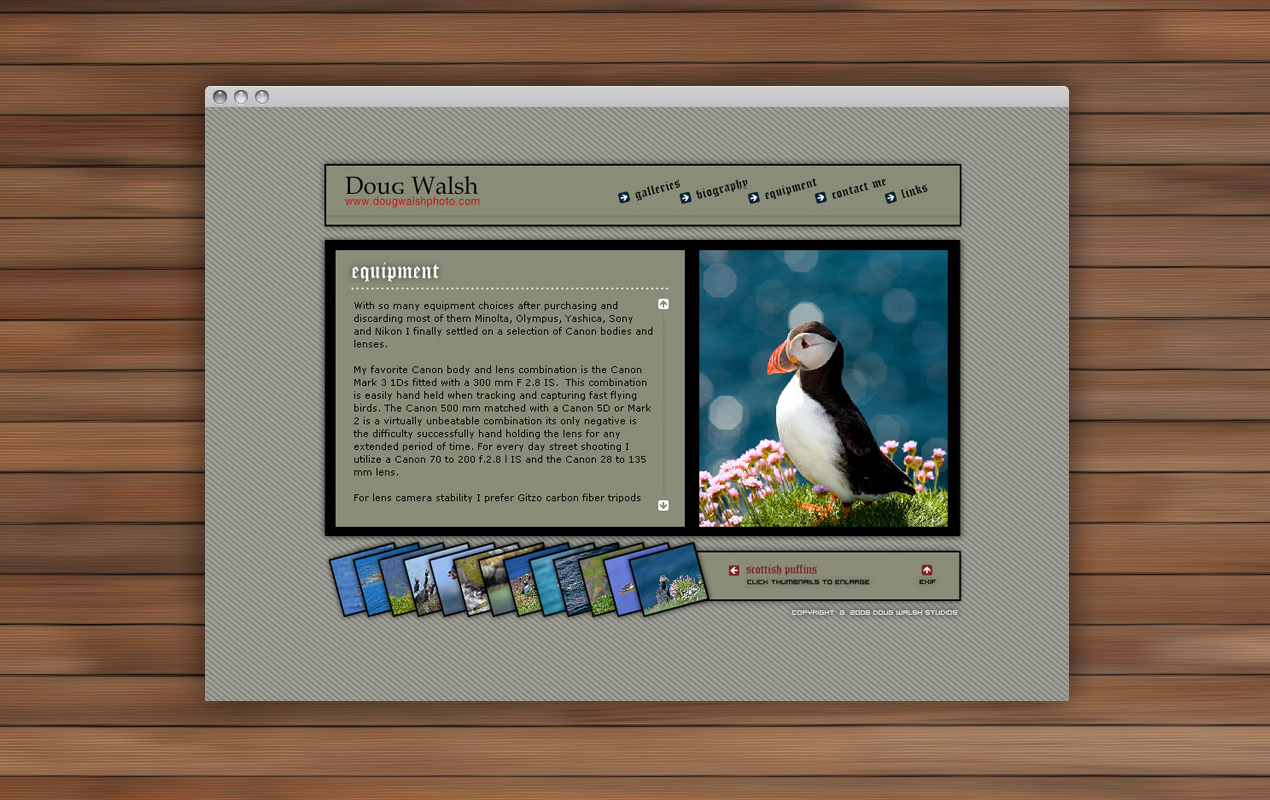 Doug Walsh
www.dougwalshphoto.com
galleries
biography
equipment
contact me
links
equipment
With so many equipment choices after purchasing and
discarding most of them Minolta, Olympus, Yashica, Sony
and Nikon I finally settled on a selection of Canon bodies and
lenses.
My favorite Canon body and lens combination is the Canon
Mark 3 1Ds fitted with a 300 mm F 2.8 IS.  This combination
is easily hand held when tracking and capturing fast flying
birds. The Canon 500 mm matched with a Canon 5D or Mark
2 is a virtually unbeatable combination its only negative is
the difficulty successfully hand holding the lens for any
extended period of time. For every day street shooting I
utilize a Canon 70 to 200 f.2.8 l IS and the Canon 28 to 135
mm lens.
For lens camera stability I prefer Gitzo carbon fiber tripods
scottish puffins
CLICK THUMBNAILS TO ENLARGE
EXIF
COPYRIGHT © 2006 DOUG WALSH STUDIOS